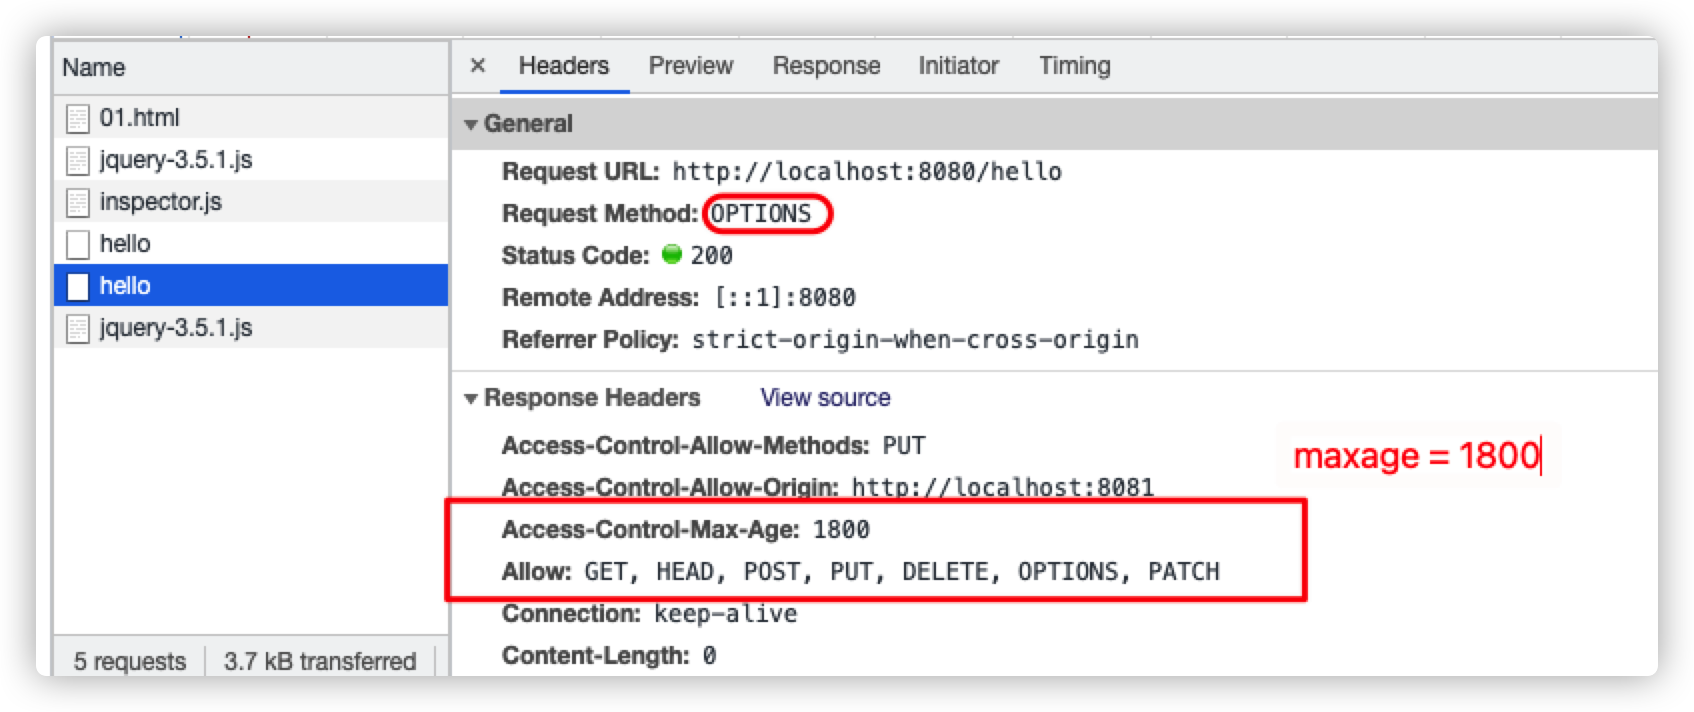 Name
01.html
jquery-3.5.1.js
inspector.js
hello
hello
jquery-3.5.1.js
5 requests 3.7 kB transferred
× Headers Preview Response Initiator Timing
General
Request URL: http://localhost:8080/hello
Request Method: OPTIONS
Status Code: 200
Remote Address: [::1]:8080
Referrer Policy: strict-origin-when-cross-origin
Response Headers View source
Access-Control-Allow-Methods: PUT
maxage = 1800
Access-Control-Allow-Origin: http://localhost:8081
Access-Control-Max-Age: 1800
Allow: GET, HEAD, POST, PUT, DELETE, OPTIONS, PATCH
Connection: keep-alive
Content-Length: 0